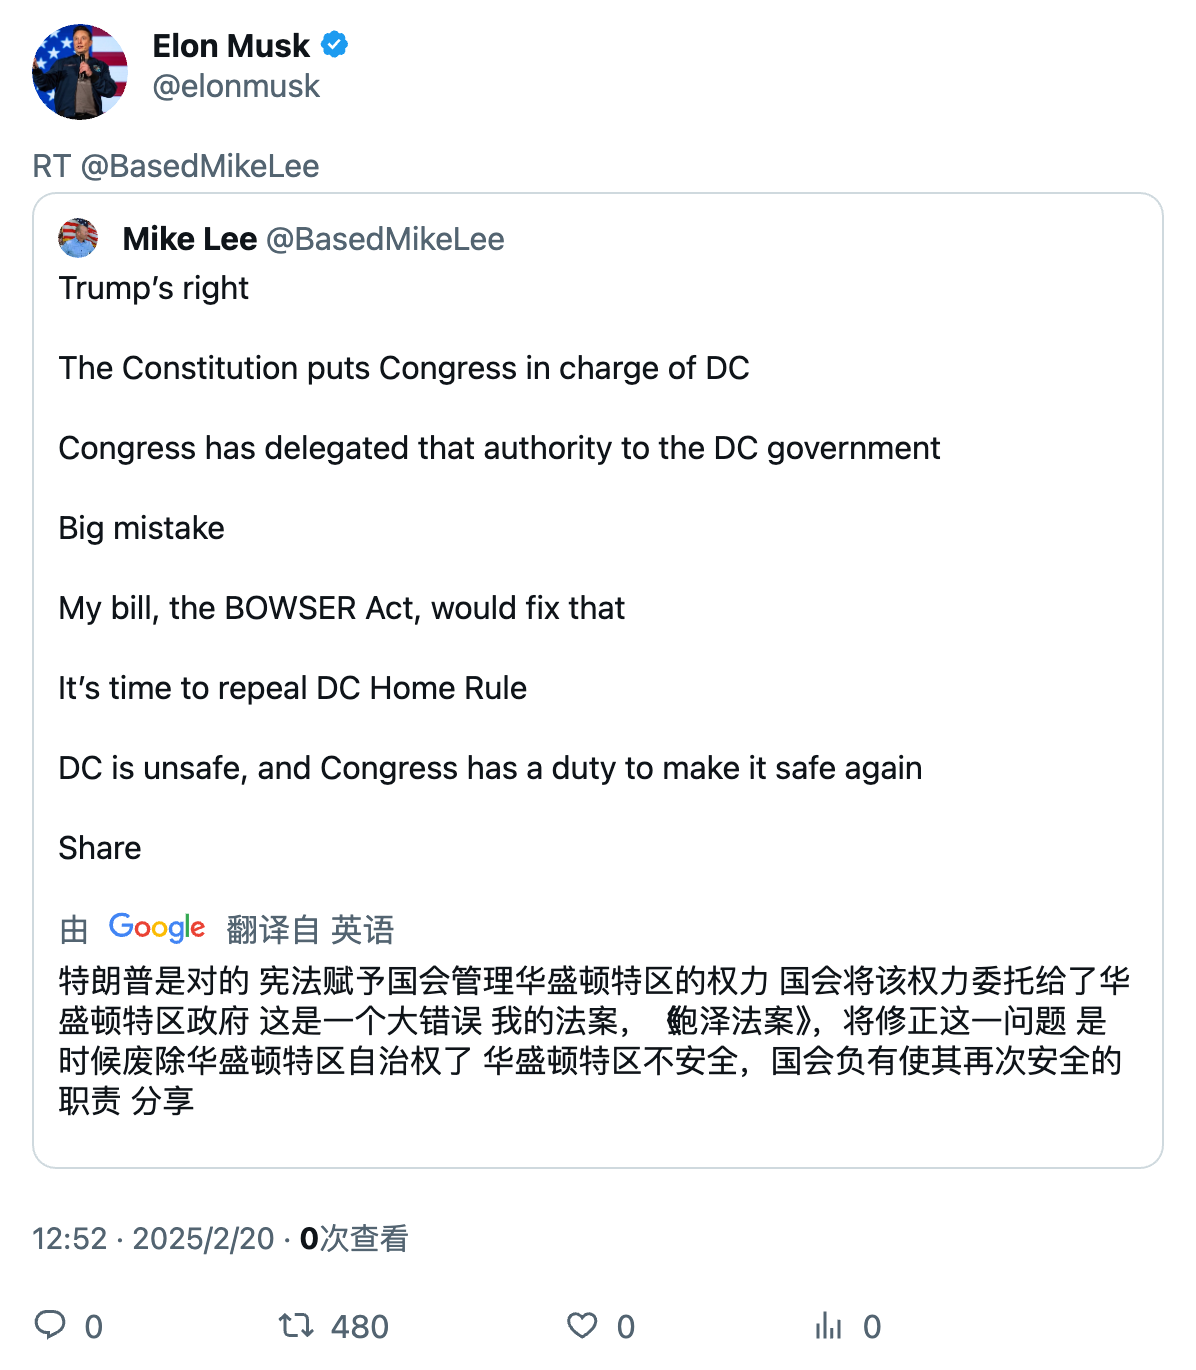 Elon Musk
@elonmusk
RT @BasedMikeLee
Mike Lee @BasedMikeLee
Trump’s right
The Constitution puts Congress in charge of DC
Congress has delegated that authority to the DC government
Big mistake
My bill, the BOWSER Act, would fix that
It’s time to repeal DC Home Rule
DC is unsafe, and Congress has a duty to make it safe again
Share
由 Google 翻译自 英语
特朗普是对的 宪法赋予国会管理华盛顿特区的权力 国会将该权力委托给了华
盛顿特区政府 这是一个大错误 我的法案，《鲍泽法案》，将修正这一问题 是
时候废除华盛顿特区自治权了 华盛顿特区不安全，国会负有使其再次安全的
职责 分享
12:52 · 2025/2/20 · 0次查看
0 480 0 0